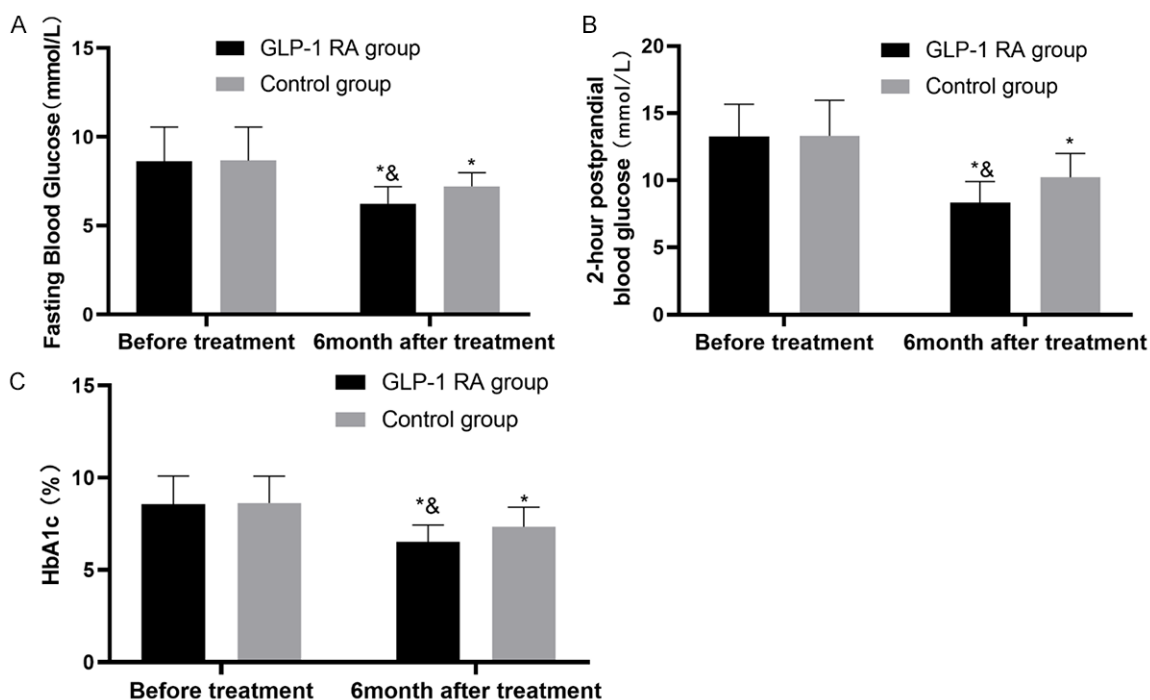 A
Fasting Blood Glucose(mmol/L)
15
10
5
0
GLP-1 RA group
Control group
*&
*
Before treatment
6month after treatment
B
2-hour postprandial
blood glucose (mmol/L)
20
15
10
5
0
GLP-1 RA group
Control group
*&
*
Before treatment
6month after treatment
C
HbA1c (%)
15
10
5
0
GLP-1 RA group
Control group
*&
*
Before treatment
6month after treatment